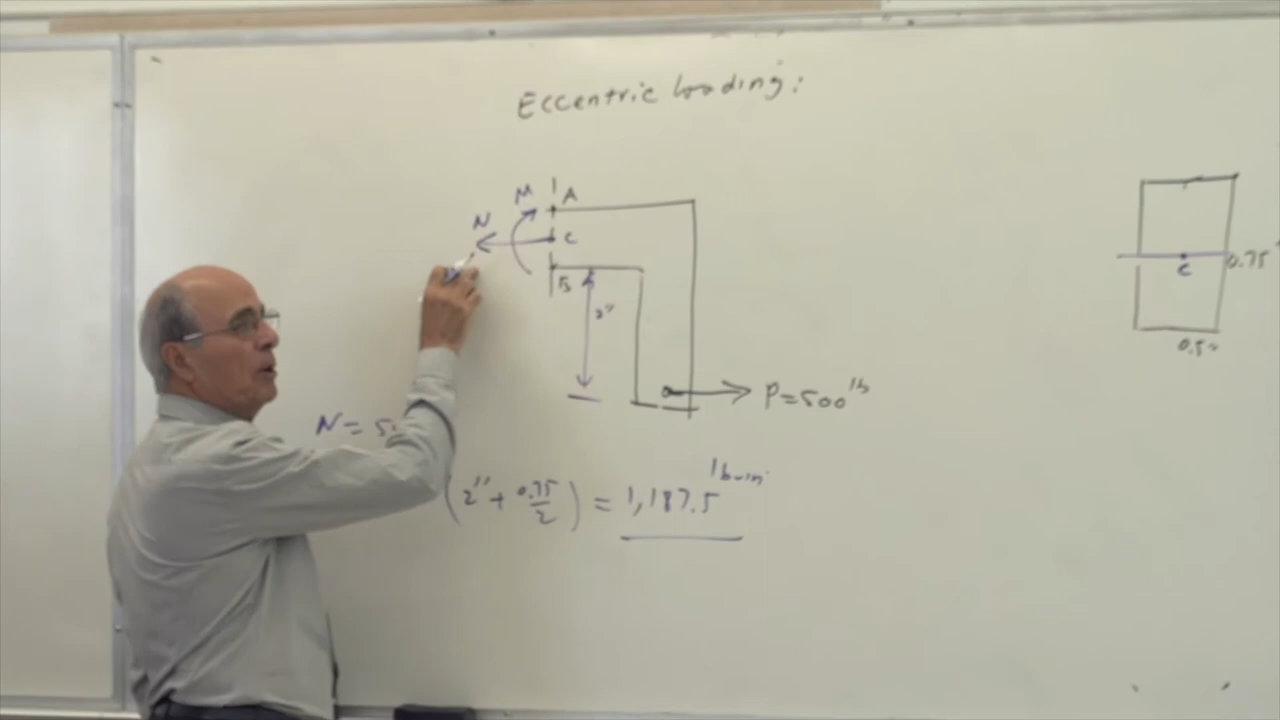 Eccentric loading:
M A
N C
B
2"
P=500 lb
C 0.75"
0.5"
N = 5
(2" + 0.75/2) = 1,187.5 lb-in